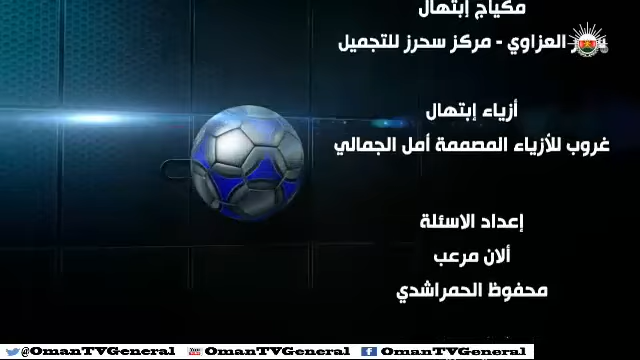 مكياج إبتهال
العزاوي - مركز سحرز للتجميل
أزياء إبتهال
غروب للأزياء المصممة أمل الجمالي
إعداد الاسئلة
ألان مرعب
محفوظ الحمراشدي
@OmanTVGeneral OmanTVGeneral OmanTVGeneral